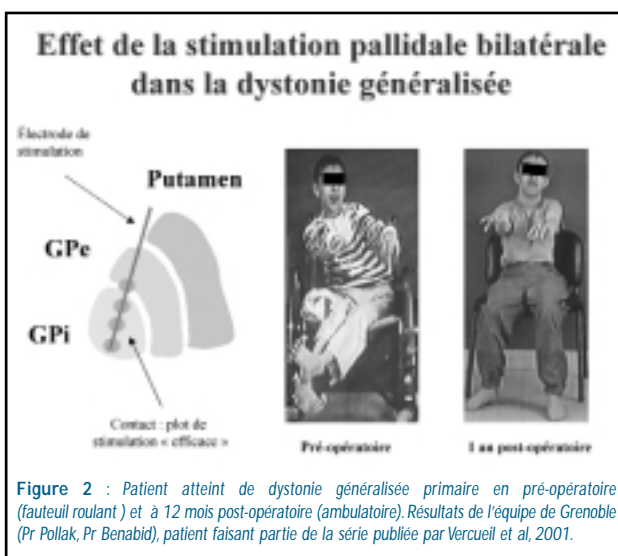 Effet de la stimulation pallidale bilatérale
dans la dystonie généralisée
Électrode de
stimulation
Putamen
GPe
GPi
Contact : plot de
stimulation « efficace »
Pré-opératoire
1 an post-opératoire
Figure 2 : Patient atteint de dystonie généralisée primaire en pré-opératoire
(fauteuil roulant ) et à 12 mois post-opératoire (ambulatoire). Résultats de l'équipe de Grenoble
(Pr Pollak, Pr Benabid), patient faisant partie de la série publiée par Vercueil et al, 2001.